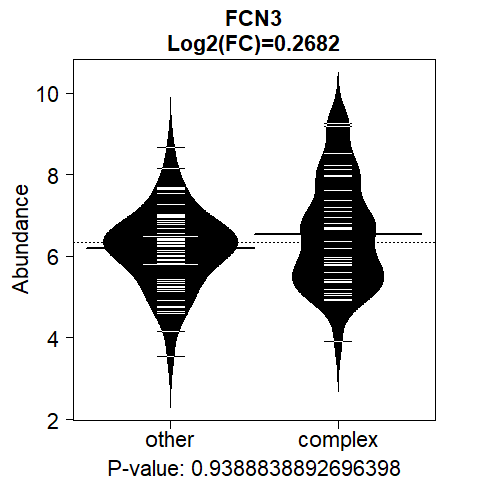 FCN3
Log2(FC)=0.2682
Abundance
10
8
6
4
2
other complex
P-value: 0.9388838892696398